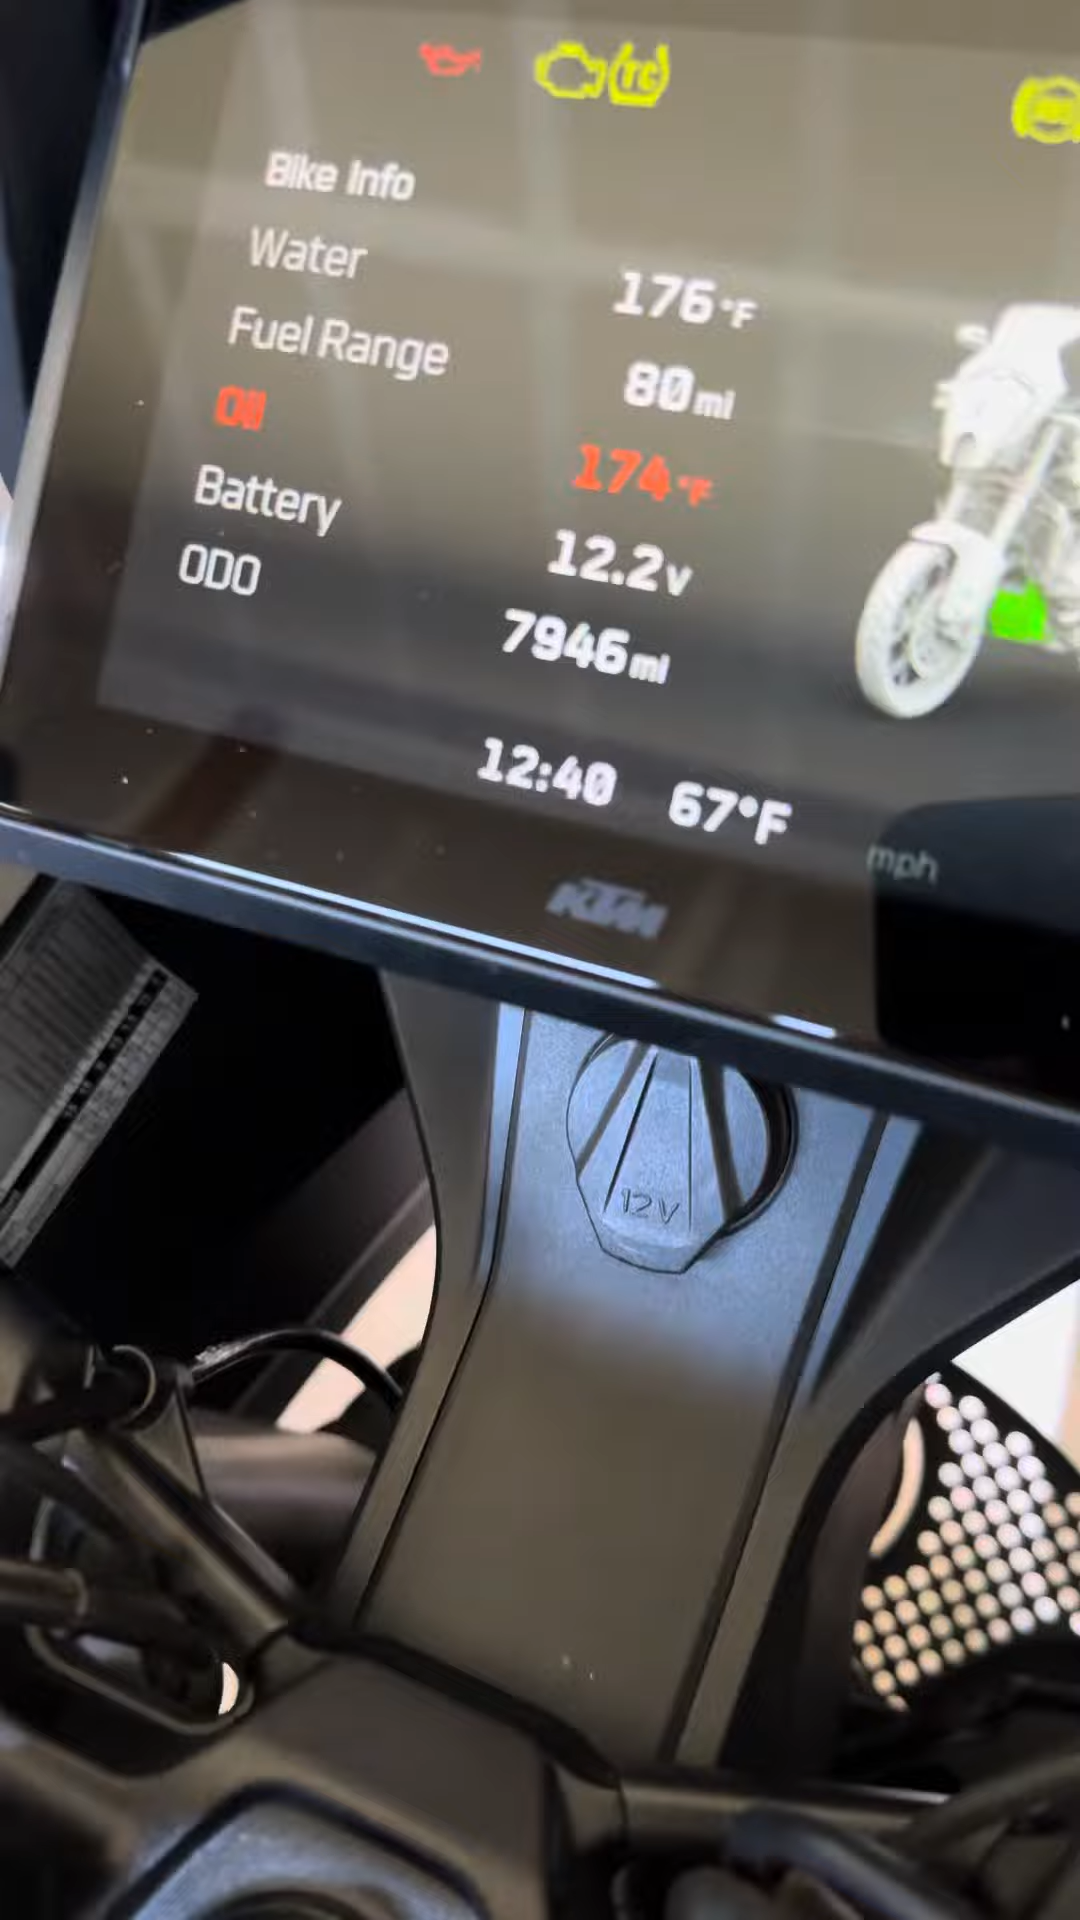 TC
Bike Info
Water 176°F
Fuel Range 80mi
Oil 174°F
Battery 12.2v
ODO 7946mi
12:40 67°F
mph
KTM
12V